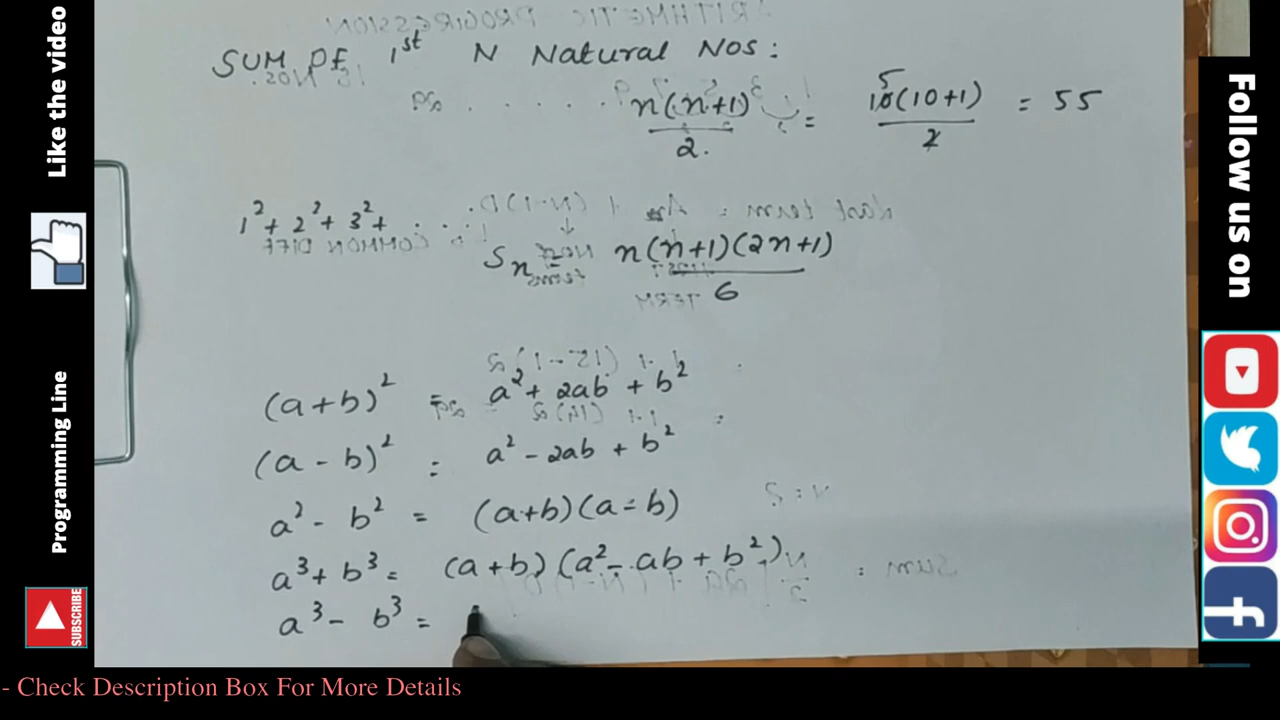 Like the video
Programming Line
SUBSCRIBE
SUM OF 1st N Natural Nos:
n(n+1)/2. = 10(10+1)/2 = 55
5
1²+ 2²+ 3²+ . . . .
Sn = n(n+1)(2n+1)/6
(a+b)² = a²+ 2ab + b²
(a - b)² = a² - 2ab + b²
a² - b² = (a+b)(a-b)
a³+ b³= (a+b)(a²- ab + b²)
a³ - b³ =
Follow us on
- Check Description Box For More Details